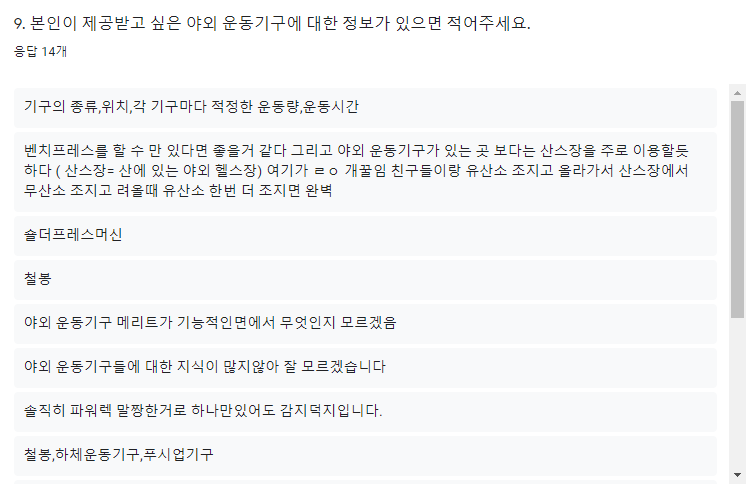 9. 본인이 제공받고 싶은 야외 운동기구에 대한 정보가 있으면 적어주세요.
응답 14개
기구의 종류,위치,각 기구마다 적정한 운동량,운동시간
벤치프레스를 할 수 만 있다면 좋을거 같다 그리고 야외 운동기구가 있는 곳 보다는 산스장을 주로 이용할듯
하다 ( 산스장= 산에 있는 야외 헬스장) 여기가 ㄹㅇ 개꿀임 친구들이랑 유산소 조지고 올라가서 산스장에서
무산소 조지고 려올때 유산소 한번 더 조지면 완벽
숄더프레스머신
철봉
야외 운동기구 메리트가 기능적인면에서 무엇인지 모르겠음
야외 운동기구들에 대한 지식이 많지않아 잘 모르겠습니다
솔직히 파워렉 말짱한거로 하나만있어도 감지덕지입니다.
철봉,하체운동기구,푸시업기구